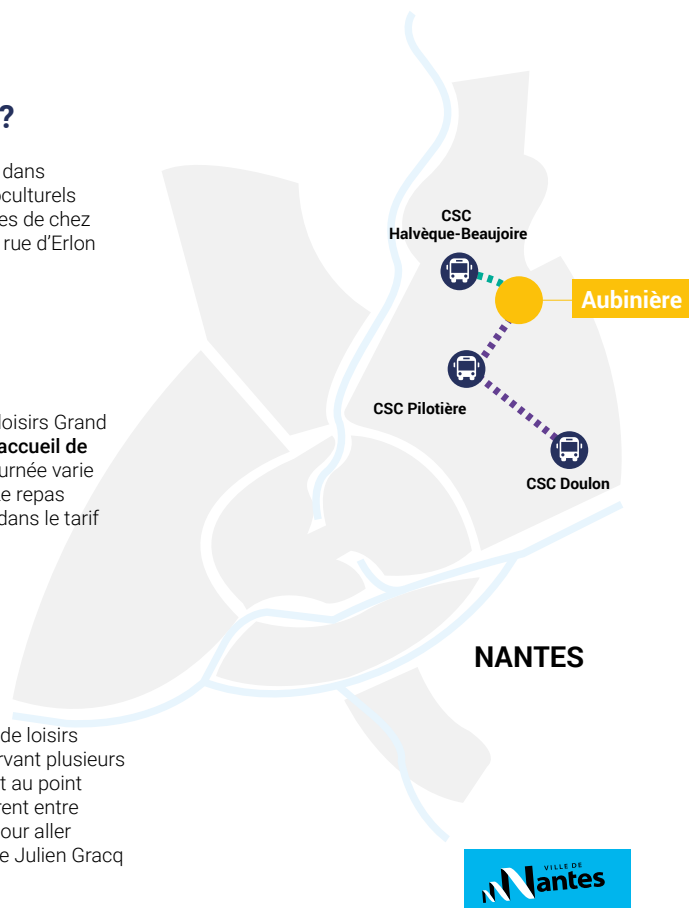 ?
dans
culturels
es de chez
rue d'Erlon
loisirs Grand
accueil de
urnée varie
e repas
dans le tarif
de loisirs
rvant plusieurs
t au point
rent entre
our aller
e Julien Gracq
CSC
Halvèque-Beaujoire
Aubinière
CSC Pilotière
CSC Doulon
NANTES
VILLE DE
Nantes